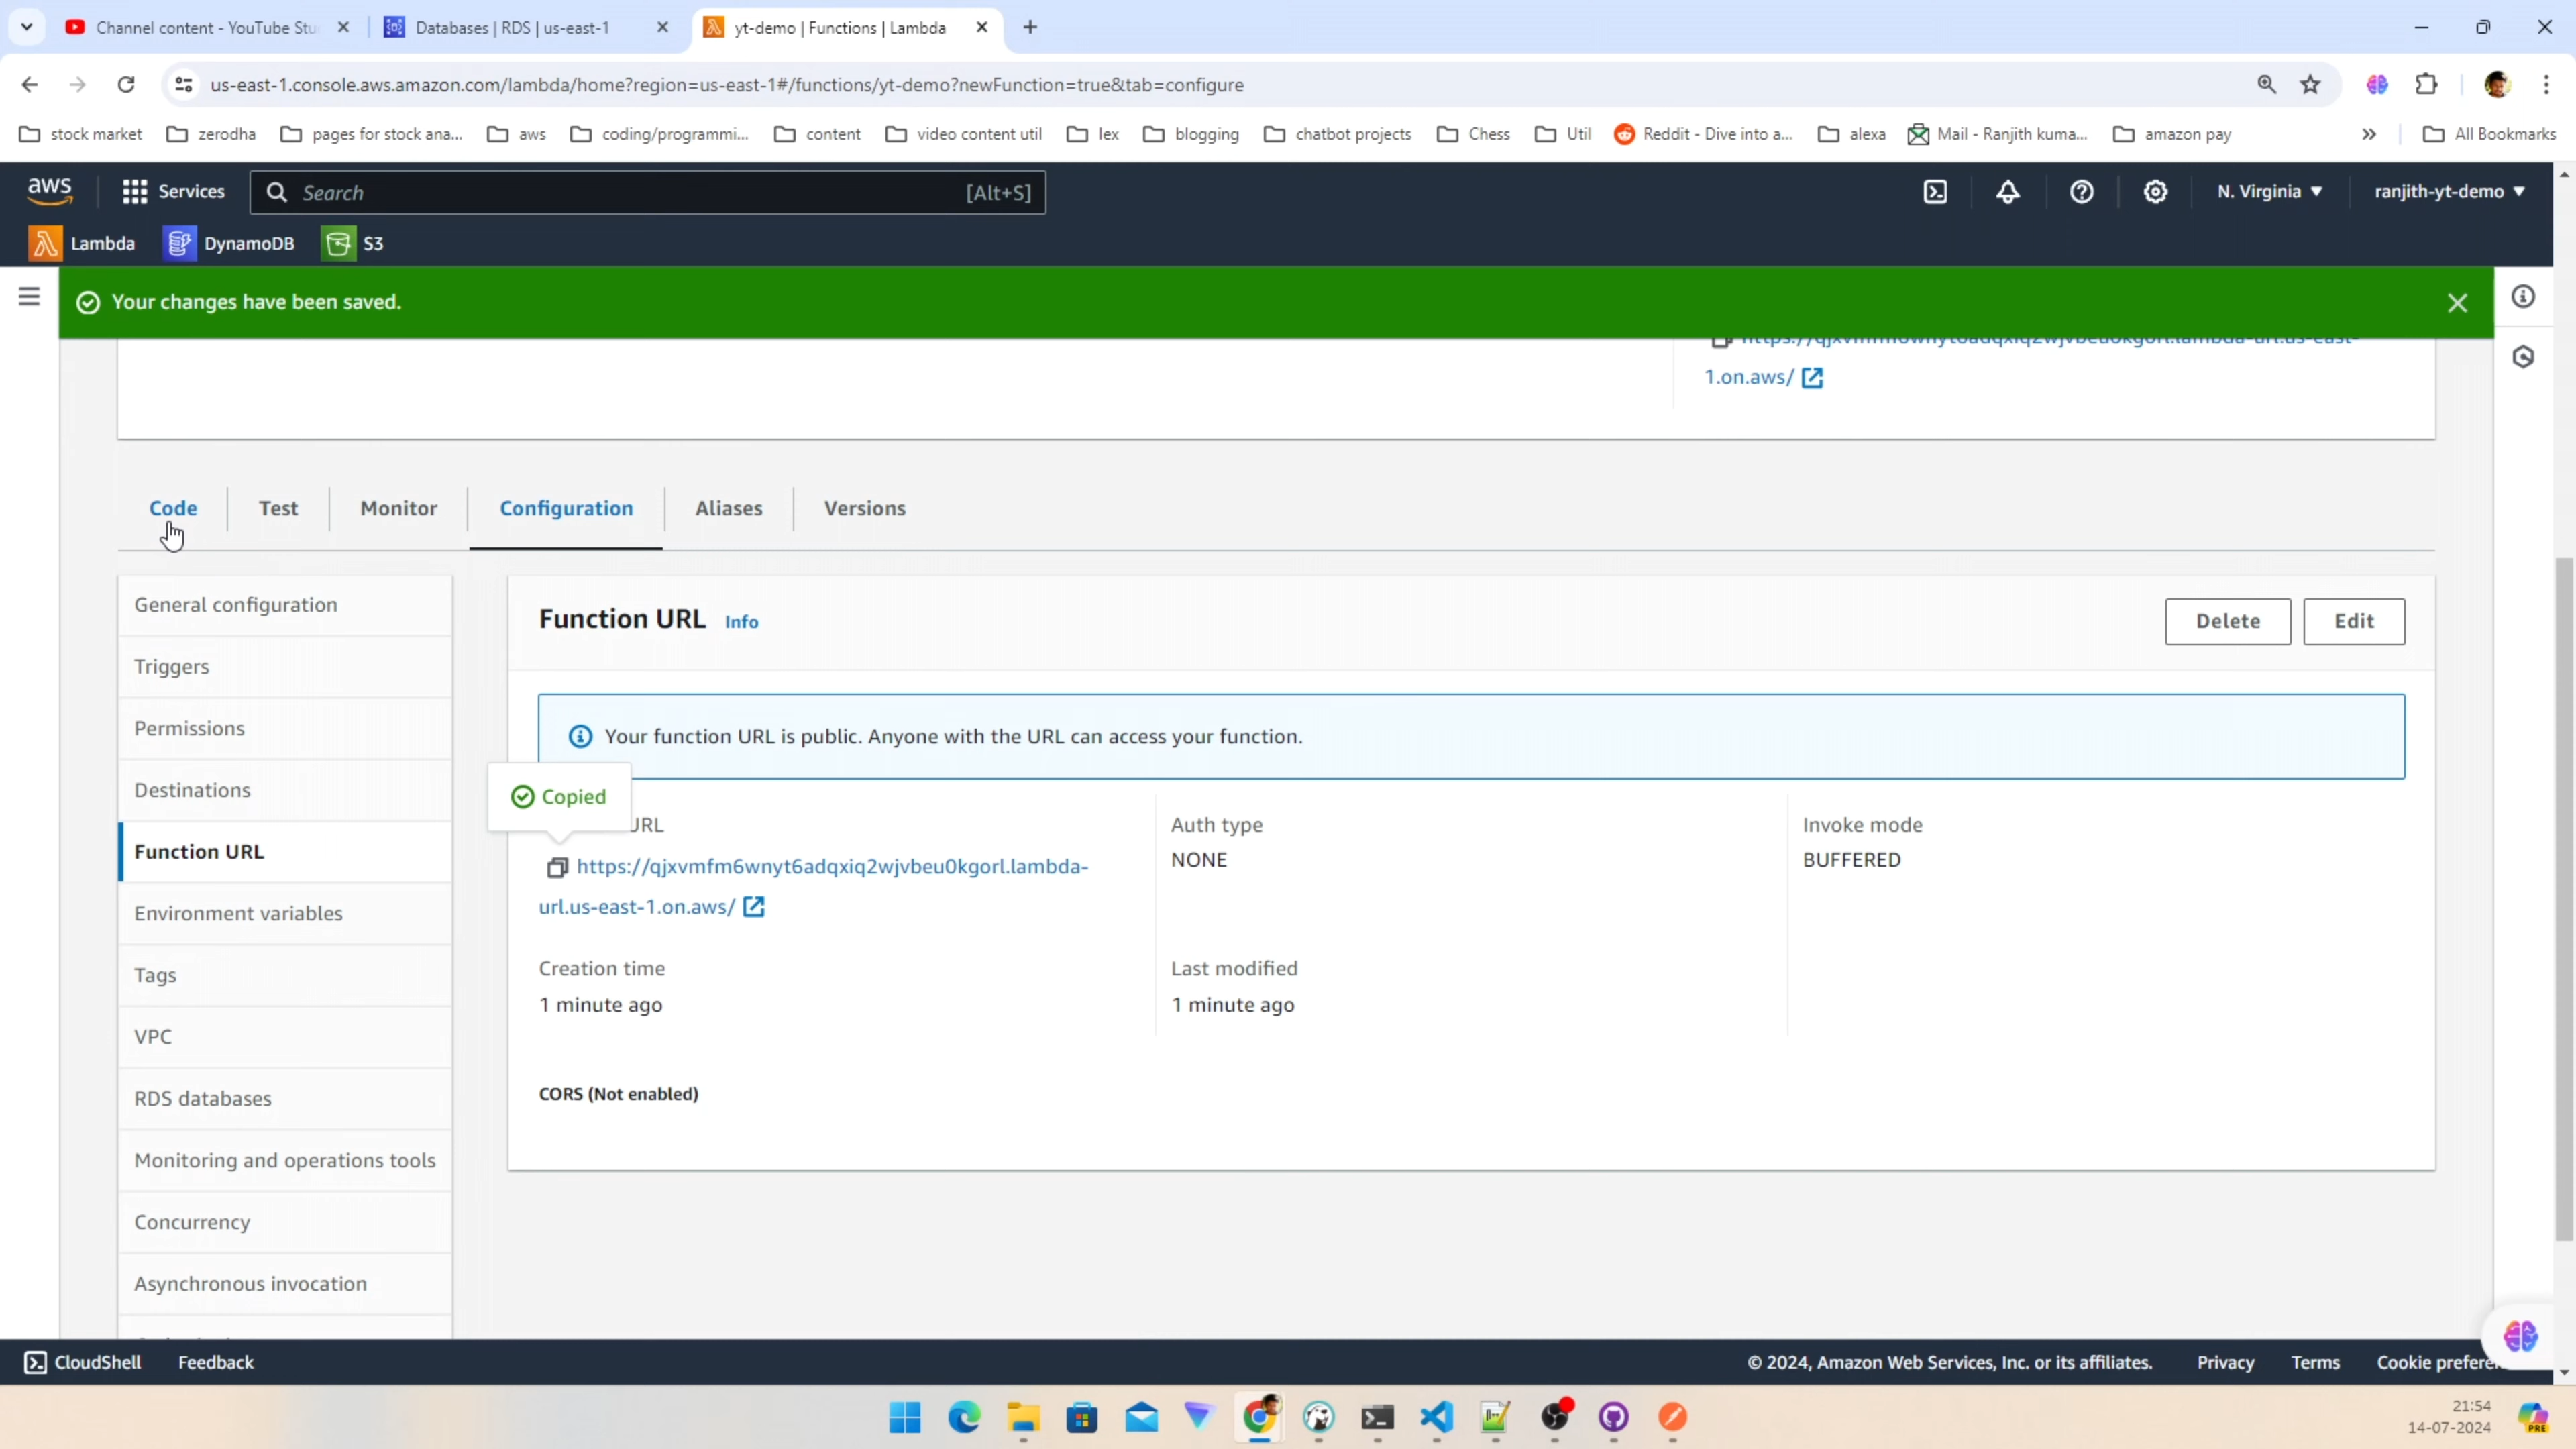 Channel content - YouTube Stu
Databases | RDS | us-east-1
yt-demo | Functions | Lambda
us-east-1.console.aws.amazon.com/lambda/home?region=us-east-1#/functions/yt-demo?newFunction=true&tab=configure
stock market
zerodha
pages for stock ana...
aws
coding/programmi...
content
video content util
lex
blogging
chatbot projects
Chess
Util
Reddit - Dive into a...
alexa
Mail - Ranjith kuma...
amazon pay
All Bookmarks
aws
Services
Search
[Alt+S]
N. Virginia
ranjith-yt-demo
Lambda
DynamoDB
S3
Your changes have been saved.
1.on.aws/
Code
Test
Monitor
Configuration
Aliases
Versions
General configuration
Triggers
Permissions
Destinations
Function URL
Environment variables
Tags
VPC
RDS databases
Monitoring and operations tools
Concurrency
Asynchronous invocation
Function URL Info
Delete
Edit
Your function URL is public. Anyone with the URL can access your function.
Copied
URL
https://qjxvmfm6wnyt6adqxiq2wjvbeu0kgorl.lambda-
url.us-east-1.on.aws/
Auth type
NONE
Invoke mode
BUFFERED
Creation time
1 minute ago
Last modified
1 minute ago
CORS (Not enabled)
CloudShell
Feedback
© 2024, Amazon Web Services, Inc. or its affiliates.
Privacy
Terms
Cookie prefere
21:54
14-07-2024
PRE